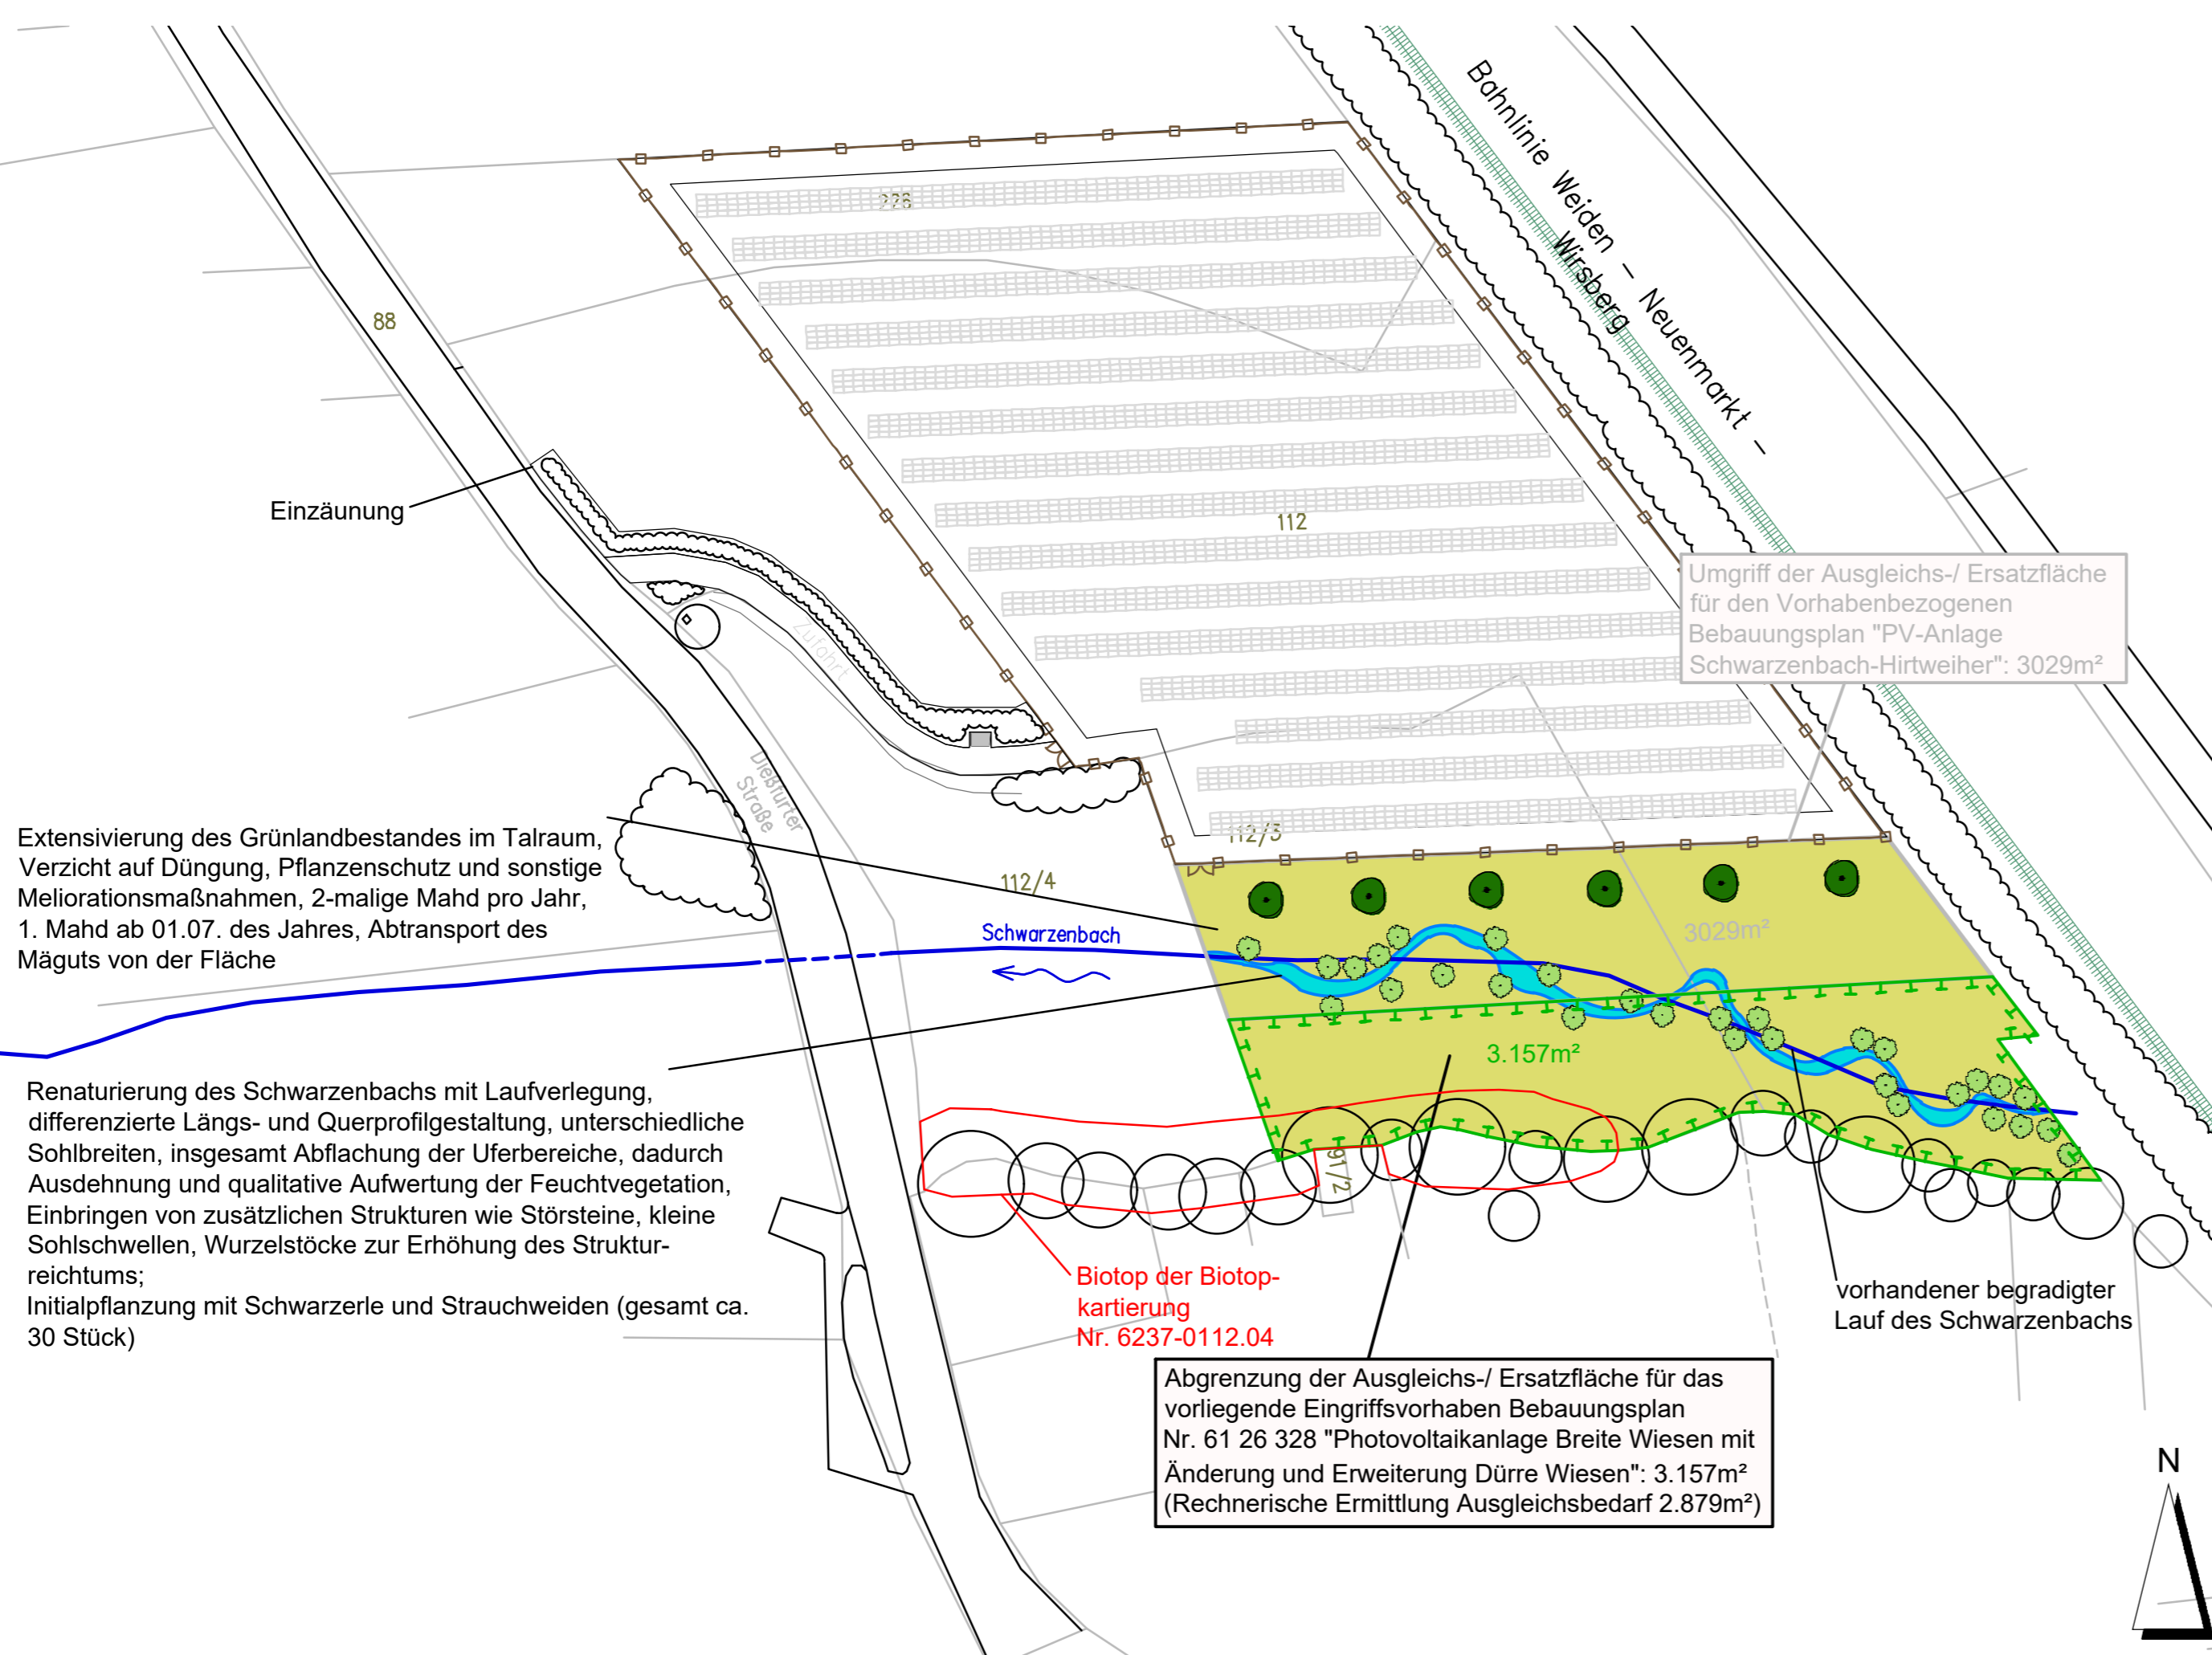 Bahnlinie Weiden - Neuenmarkt -
Wirsberg
228
88
Einzäunung
112
Umgriff der Ausgleichs-/ Ersatzfläche
für den Vorhabenbezogenen
Bebauungsplan "PV-Anlage
Schwarzenbach-Hirtweiher": 3029m²
Zufahrt
Dießfurter
Straße
Extensivierung des Grünlandbestandes im Talraum,
Verzicht auf Düngung, Pflanzenschutz und sonstige
Meliorationsmaßnahmen, 2-malige Mahd pro Jahr,
1. Mahd ab 01.07. des Jahres, Abtransport des
Mäguts von der Fläche
112/3
112/4
Schwarzenbach
3029m²
3.157m²
Renaturierung des Schwarzenbachs mit Laufverlegung,
differenzierte Längs- und Querprofilgestaltung, unterschiedliche
Sohlbreiten, insgesamt Abflachung der Uferbereiche, dadurch
Ausdehnung und qualitative Aufwertung der Feuchtvegetation,
Einbringen von zusätzlichen Strukturen wie Störsteine, kleine
Sohlschwellen, Wurzelstöcke zur Erhöhung des Struktur-
reichtums;
Initialpflanzung mit Schwarzerle und Strauchweiden (gesamt ca.
30 Stück)
91/2
Biotop der Biotop-
kartierung
Nr. 6237-0112.04
vorhandener begradigter
Lauf des Schwarzenbachs
Abgrenzung der Ausgleichs-/ Ersatzfläche für das
vorliegende Eingriffsvorhaben Bebauungsplan
Nr. 61 26 328 "Photovoltaikanlage Breite Wiesen mit
Änderung und Erweiterung Dürre Wiesen": 3.157m²
(Rechnerische Ermittlung Ausgleichsbedarf 2.879m²)
N